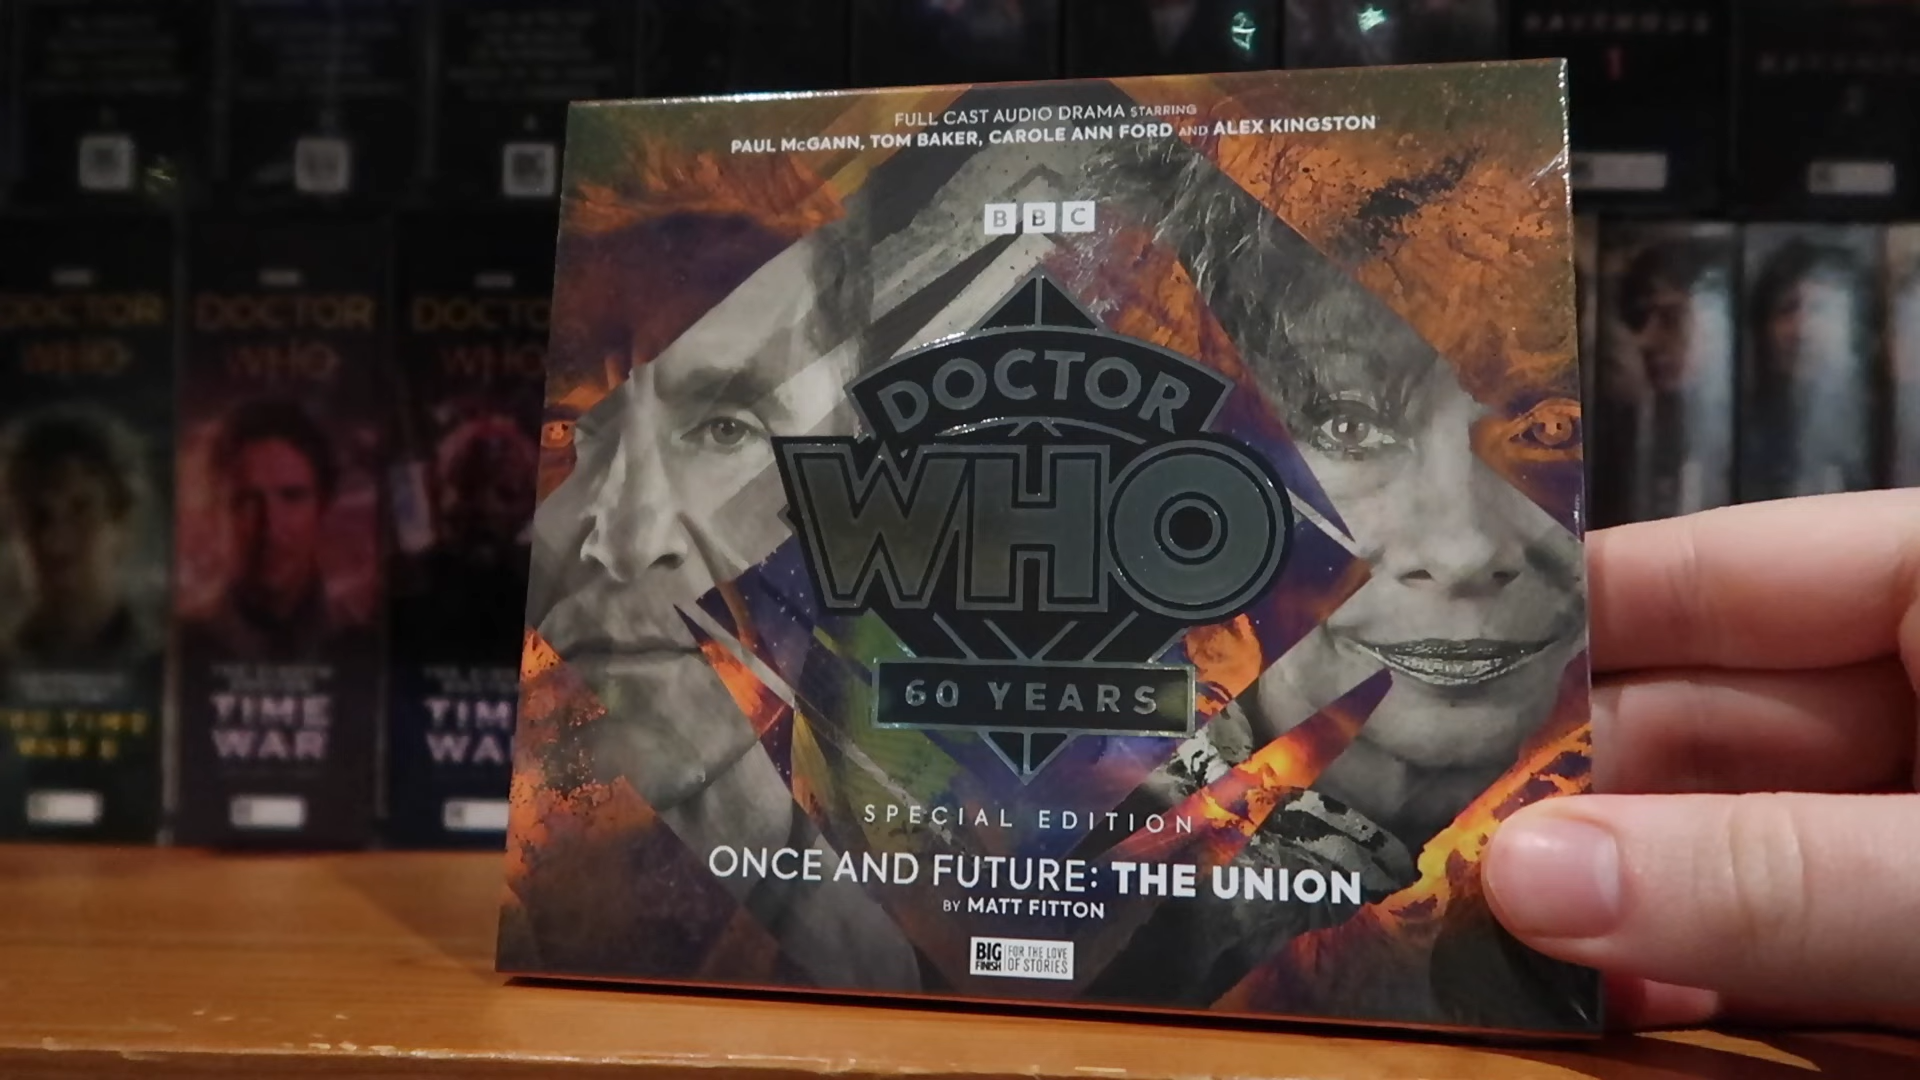 FULL CAST AUDIO DRAMA STARRING
PAUL McGANN, TOM BAKER, CAROLE ANN FORD AND ALEX KINGSTON
BBC
DOCTOR
WHO
60 YEARS
SPECIAL EDITION
ONCE AND FUTURE: THE UNION
BY MATT FITTON
BIG FINISH
FOR THE LOVE
OF STORIES
DOCTOR
WHO
TIME
WAR
DOCTOR
WHO
TIME
WAR
DOCTOR
WHO
RAVENOUS
1